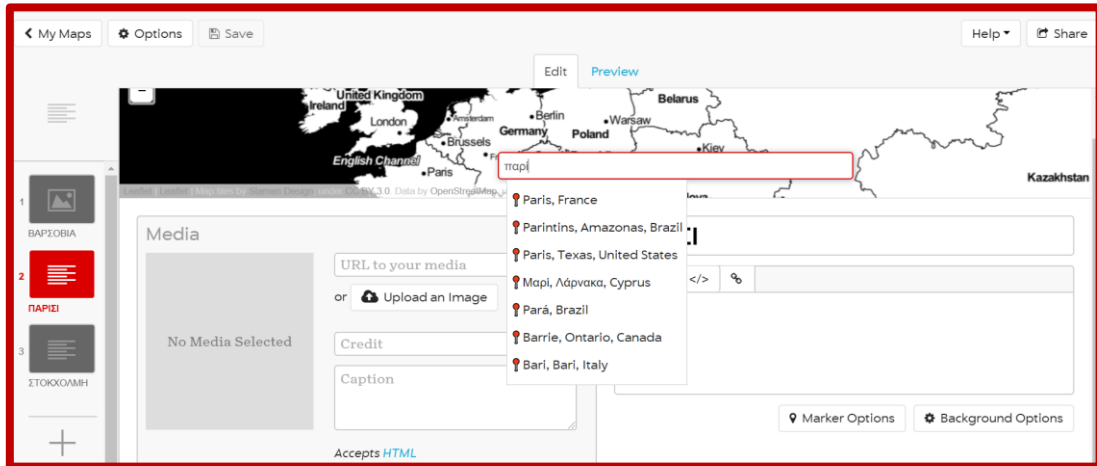 My Maps
Options
Save
Help
Share
Edit
Preview
United Kingdom
Ireland
London
Amsterdam
Berlin
Belarus
Warsaw
Brussels
Germany
Poland
Kiev
English Channel
Paris
Kazakhstan
παρί
Paris, France
Parintins, Amazonas, Brazil
Paris, Texas, United States
Μαρί, Λάρνακα, Cyprus
Pará, Brazil
Barrie, Ontario, Canada
Bari, Bari, Italy
1
ΒΑΡΣΟΒΙΑ
2
ΠΑΡΙΣΙ
3
ΣΤΟΚΧΟΛΜΗ
Media
URL to your media
or
Upload an Image
No Media Selected
Credit
Caption
Accepts HTML
</>
Marker Options
Background Options